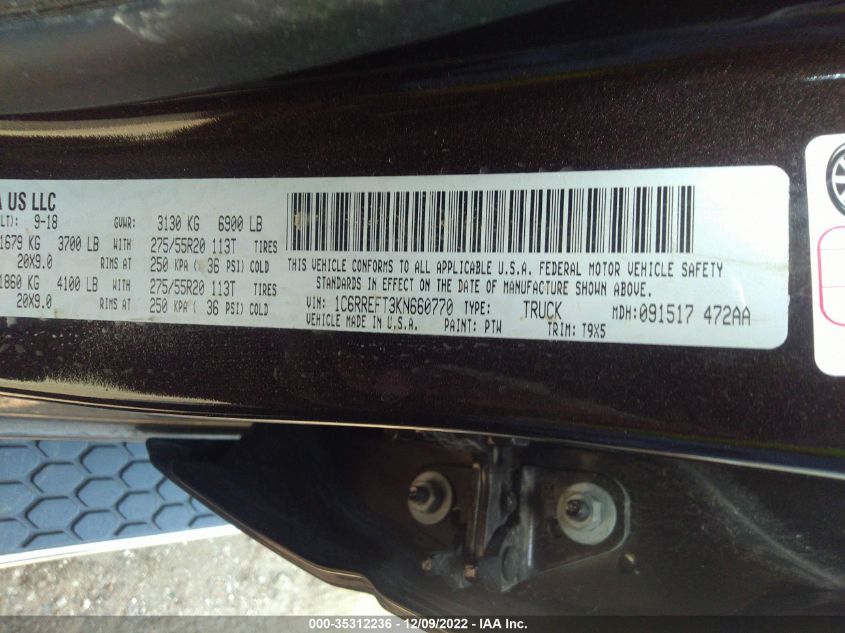 A US LLC
LT): 9-18 GVWR: 3130 KG 6900 LB
1679 KG 3700 LB WITH 275/55R20 113T TIRES
20X9.0 RIMS AT 250 KPA ( 36 PSI) COLD
1860 KG 4100 LB WITH 275/55R20 113T TIRES
20X9.0 RIMS AT 250 KPA ( 36 PSI) COLD
THIS VEHICLE CONFORMS TO ALL APPLICABLE U.S.A. FEDERAL MOTOR VEHICLE SAFETY
STANDARDS IN EFFECT ON THE DATE OF MANUFACTURE SHOWN ABOVE.
VIN: 1C6RREFT3KN660770 TYPE: TRUCK MDH: 091517 472AA
VEHICLE MADE IN U.S.A. PAINT: PTW TRIM: T9X5
000-35312236 - 12/09/2022 - IAA Inc.